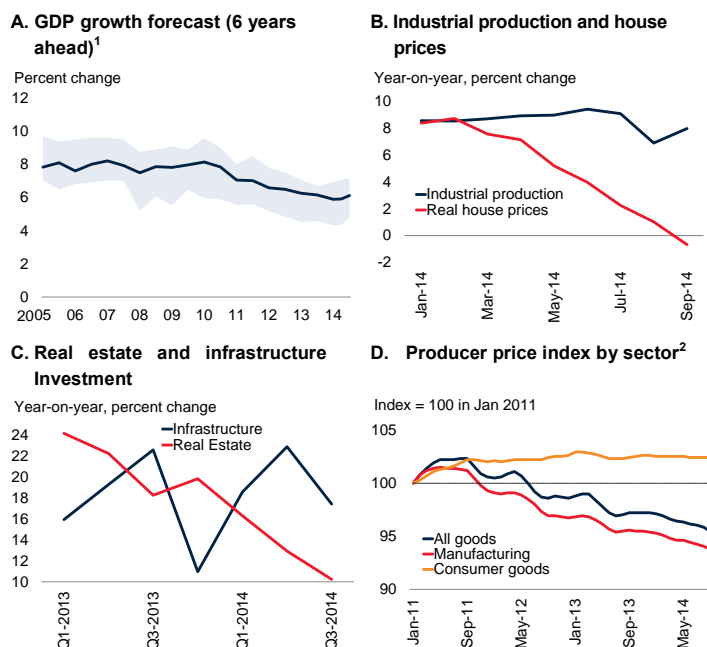 A. GDP growth forecast (6 years
ahead)1
Percent change
12
10
8
6
4
2
0
2005 06 07 08 09 10 11 12 13 14
B. Industrial production and house
prices
Year-on-year, percent change
10
8
6
4
2
0
-2
Industrial production
Real house prices
Jan-14
Mar-14
May-14
Jul-14
Sep-14
C. Real estate and infrastructure
Investment
Year-on-year, percent change
24
22
20
18
16
14
12
10
Infrastructure
Real Estate
Q1-2013
Q3-2013
Q1-2014
Q3-2014
D. Producer price index by sector2
Index = 100 in Jan 2011
105
100
95
90
All goods
Manufacturing
Consumer goods
Jan-11
Sep-11
May-12
Jan-13
Sep-13
May-14